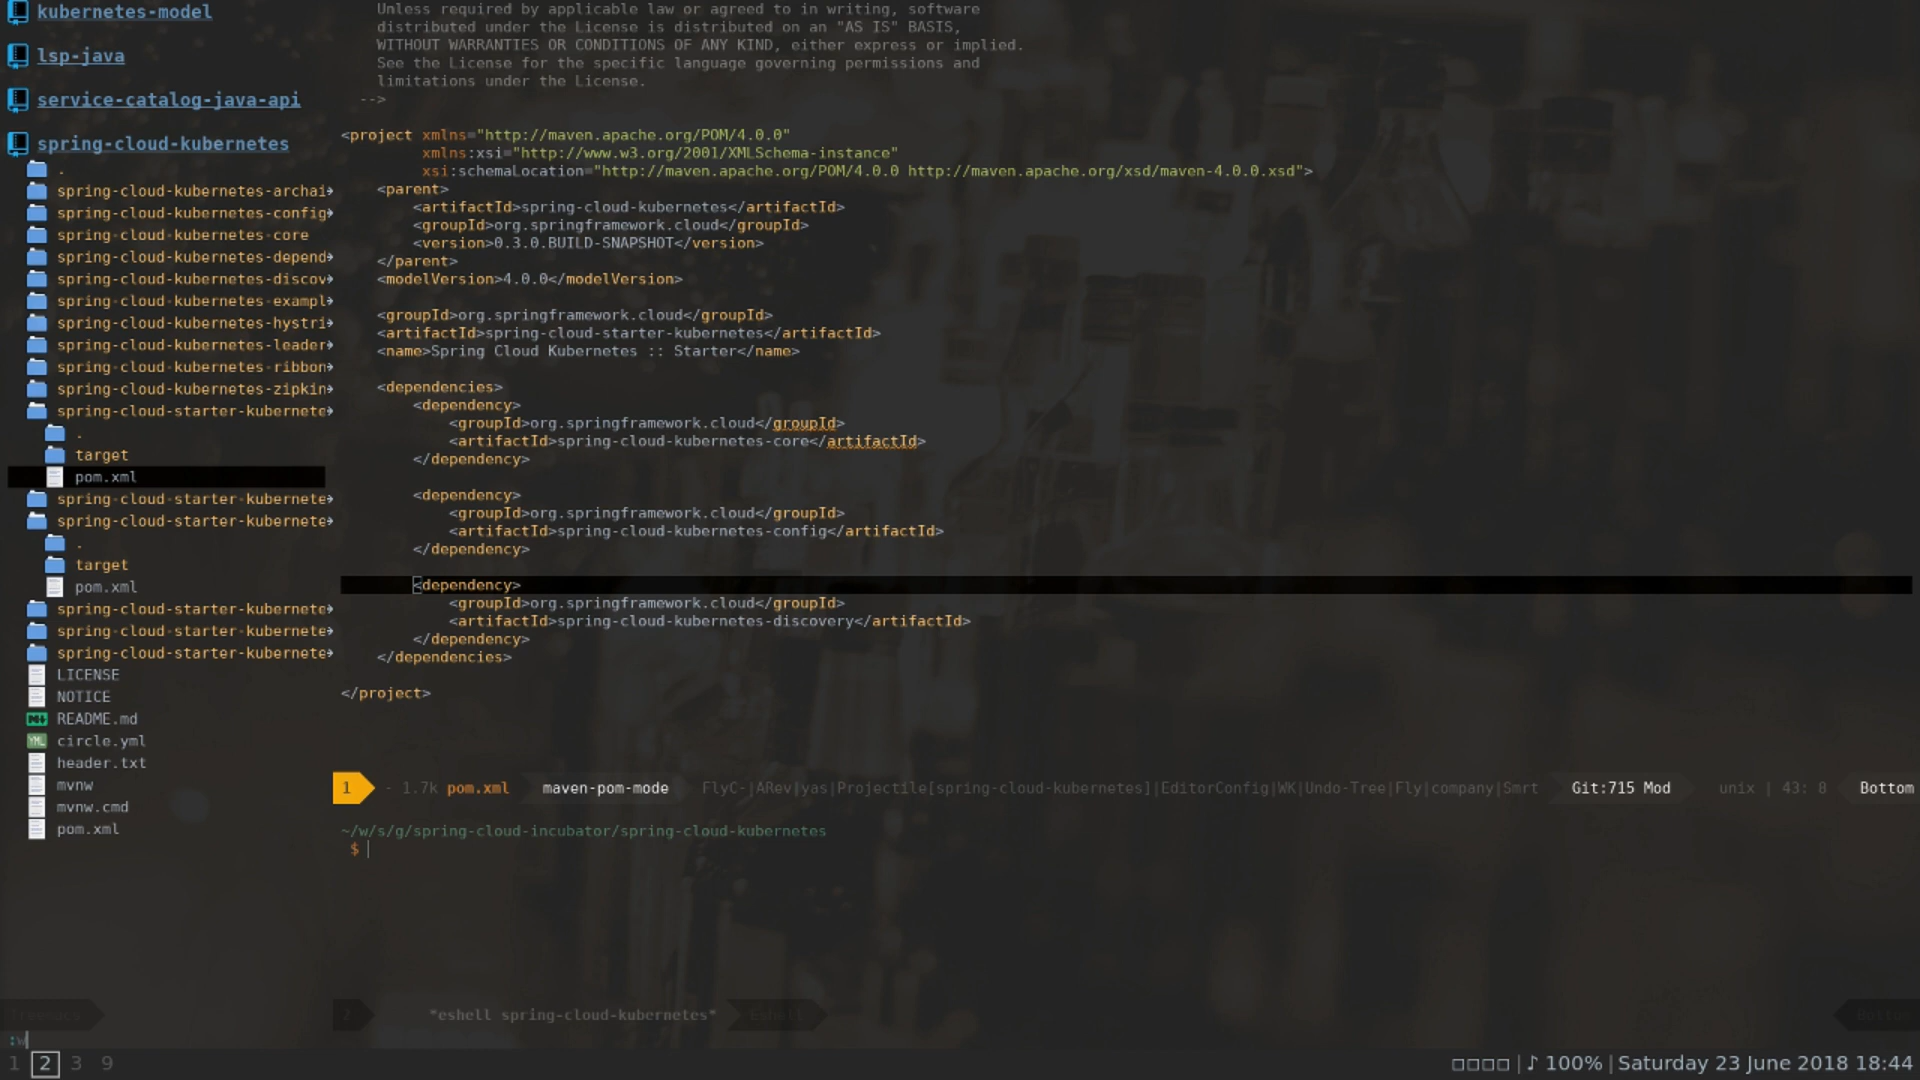 kubernetes-model
lsp-java
service-catalog-java-api
spring-cloud-kubernetes
.
spring-cloud-kubernetes-archai
spring-cloud-kubernetes-config
spring-cloud-kubernetes-core
spring-cloud-kubernetes-depend
spring-cloud-kubernetes-discov
spring-cloud-kubernetes-exampl
spring-cloud-kubernetes-hystri
spring-cloud-kubernetes-leader
spring-cloud-kubernetes-ribbon
spring-cloud-kubernetes-zipkin
spring-cloud-starter-kubernete
.
target
pom.xml
spring-cloud-starter-kubernete
spring-cloud-starter-kubernete
.
target
pom.xml
spring-cloud-starter-kubernete
spring-cloud-starter-kubernete
spring-cloud-starter-kubernete
LICENSE
NOTICE
README.md
circle.yml
header.txt
mvnw
mvnw.cmd
pom.xml
Unless required by applicable law or agreed to in writing, software
distributed under the License is distributed on an "AS IS" BASIS,
WITHOUT WARRANTIES OR CONDITIONS OF ANY KIND, either express or implied.
See the License for the specific language governing permissions and
limitations under the License.
-->
<project xmlns="http://maven.apache.org/POM/4.0.0"
xmlns:xsi="http://www.w3.org/2001/XMLSchema-instance"
xsi:schemaLocation="http://maven.apache.org/POM/4.0.0 http://maven.apache.org/xsd/maven-4.0.0.xsd">
<parent>
<artifactId>spring-cloud-kubernetes</artifactId>
<groupId>org.springframework.cloud</groupId>
<version>0.3.0.BUILD-SNAPSHOT</version>
</parent>
<modelVersion>4.0.0</modelVersion>
<groupId>org.springframework.cloud</groupId>
<artifactId>spring-cloud-starter-kubernetes</artifactId>
<name>Spring Cloud Kubernetes :: Starter</name>
<dependencies>
<dependency>
<groupId>org.springframework.cloud</groupId>
<artifactId>spring-cloud-kubernetes-core</artifactId>
</dependency>
<dependency>
<groupId>org.springframework.cloud</groupId>
<artifactId>spring-cloud-kubernetes-config</artifactId>
</dependency>
<dependency>
<groupId>org.springframework.cloud</groupId>
<artifactId>spring-cloud-kubernetes-discovery</artifactId>
</dependency>
</dependencies>
</project>
1 - 1.7k pom.xml maven-pom-mode FlyC-|ARev|yas|Projectile[spring-cloud-kubernetes]|EditorConfig|WK|Undo-Tree|Fly|company|Smrt Git:715 Mod unix | 43: 8 Bottom
~/w/s/g/spring-cloud-incubator/spring-cloud-kubernetes
$
Treemacs 2 *eshell spring-cloud-kubernetes* Eshell Bottom
:w
1 2 3 9 | ♪ 100% | Saturday 23 June 2018 18:44